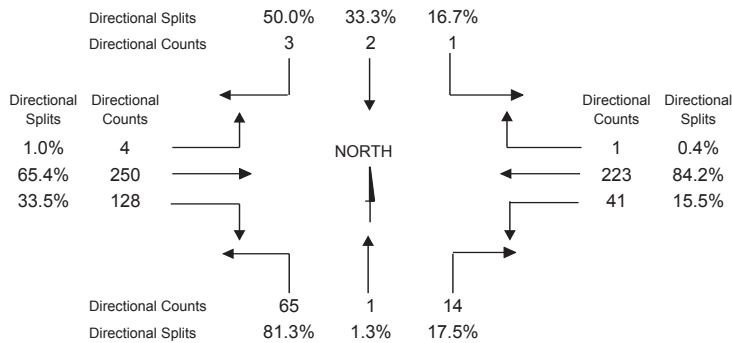 Directional Splits 50.0% 33.3% 16.7%
Directional Counts 3 2 1
Directional Splits Directional Counts
1.0% 4
65.4% 250
33.5% 128
NORTH
Directional Counts Directional Splits
1 0.4%
223 84.2%
41 15.5%
Directional Counts 65 1 14
Directional Splits 81.3% 1.3% 17.5%